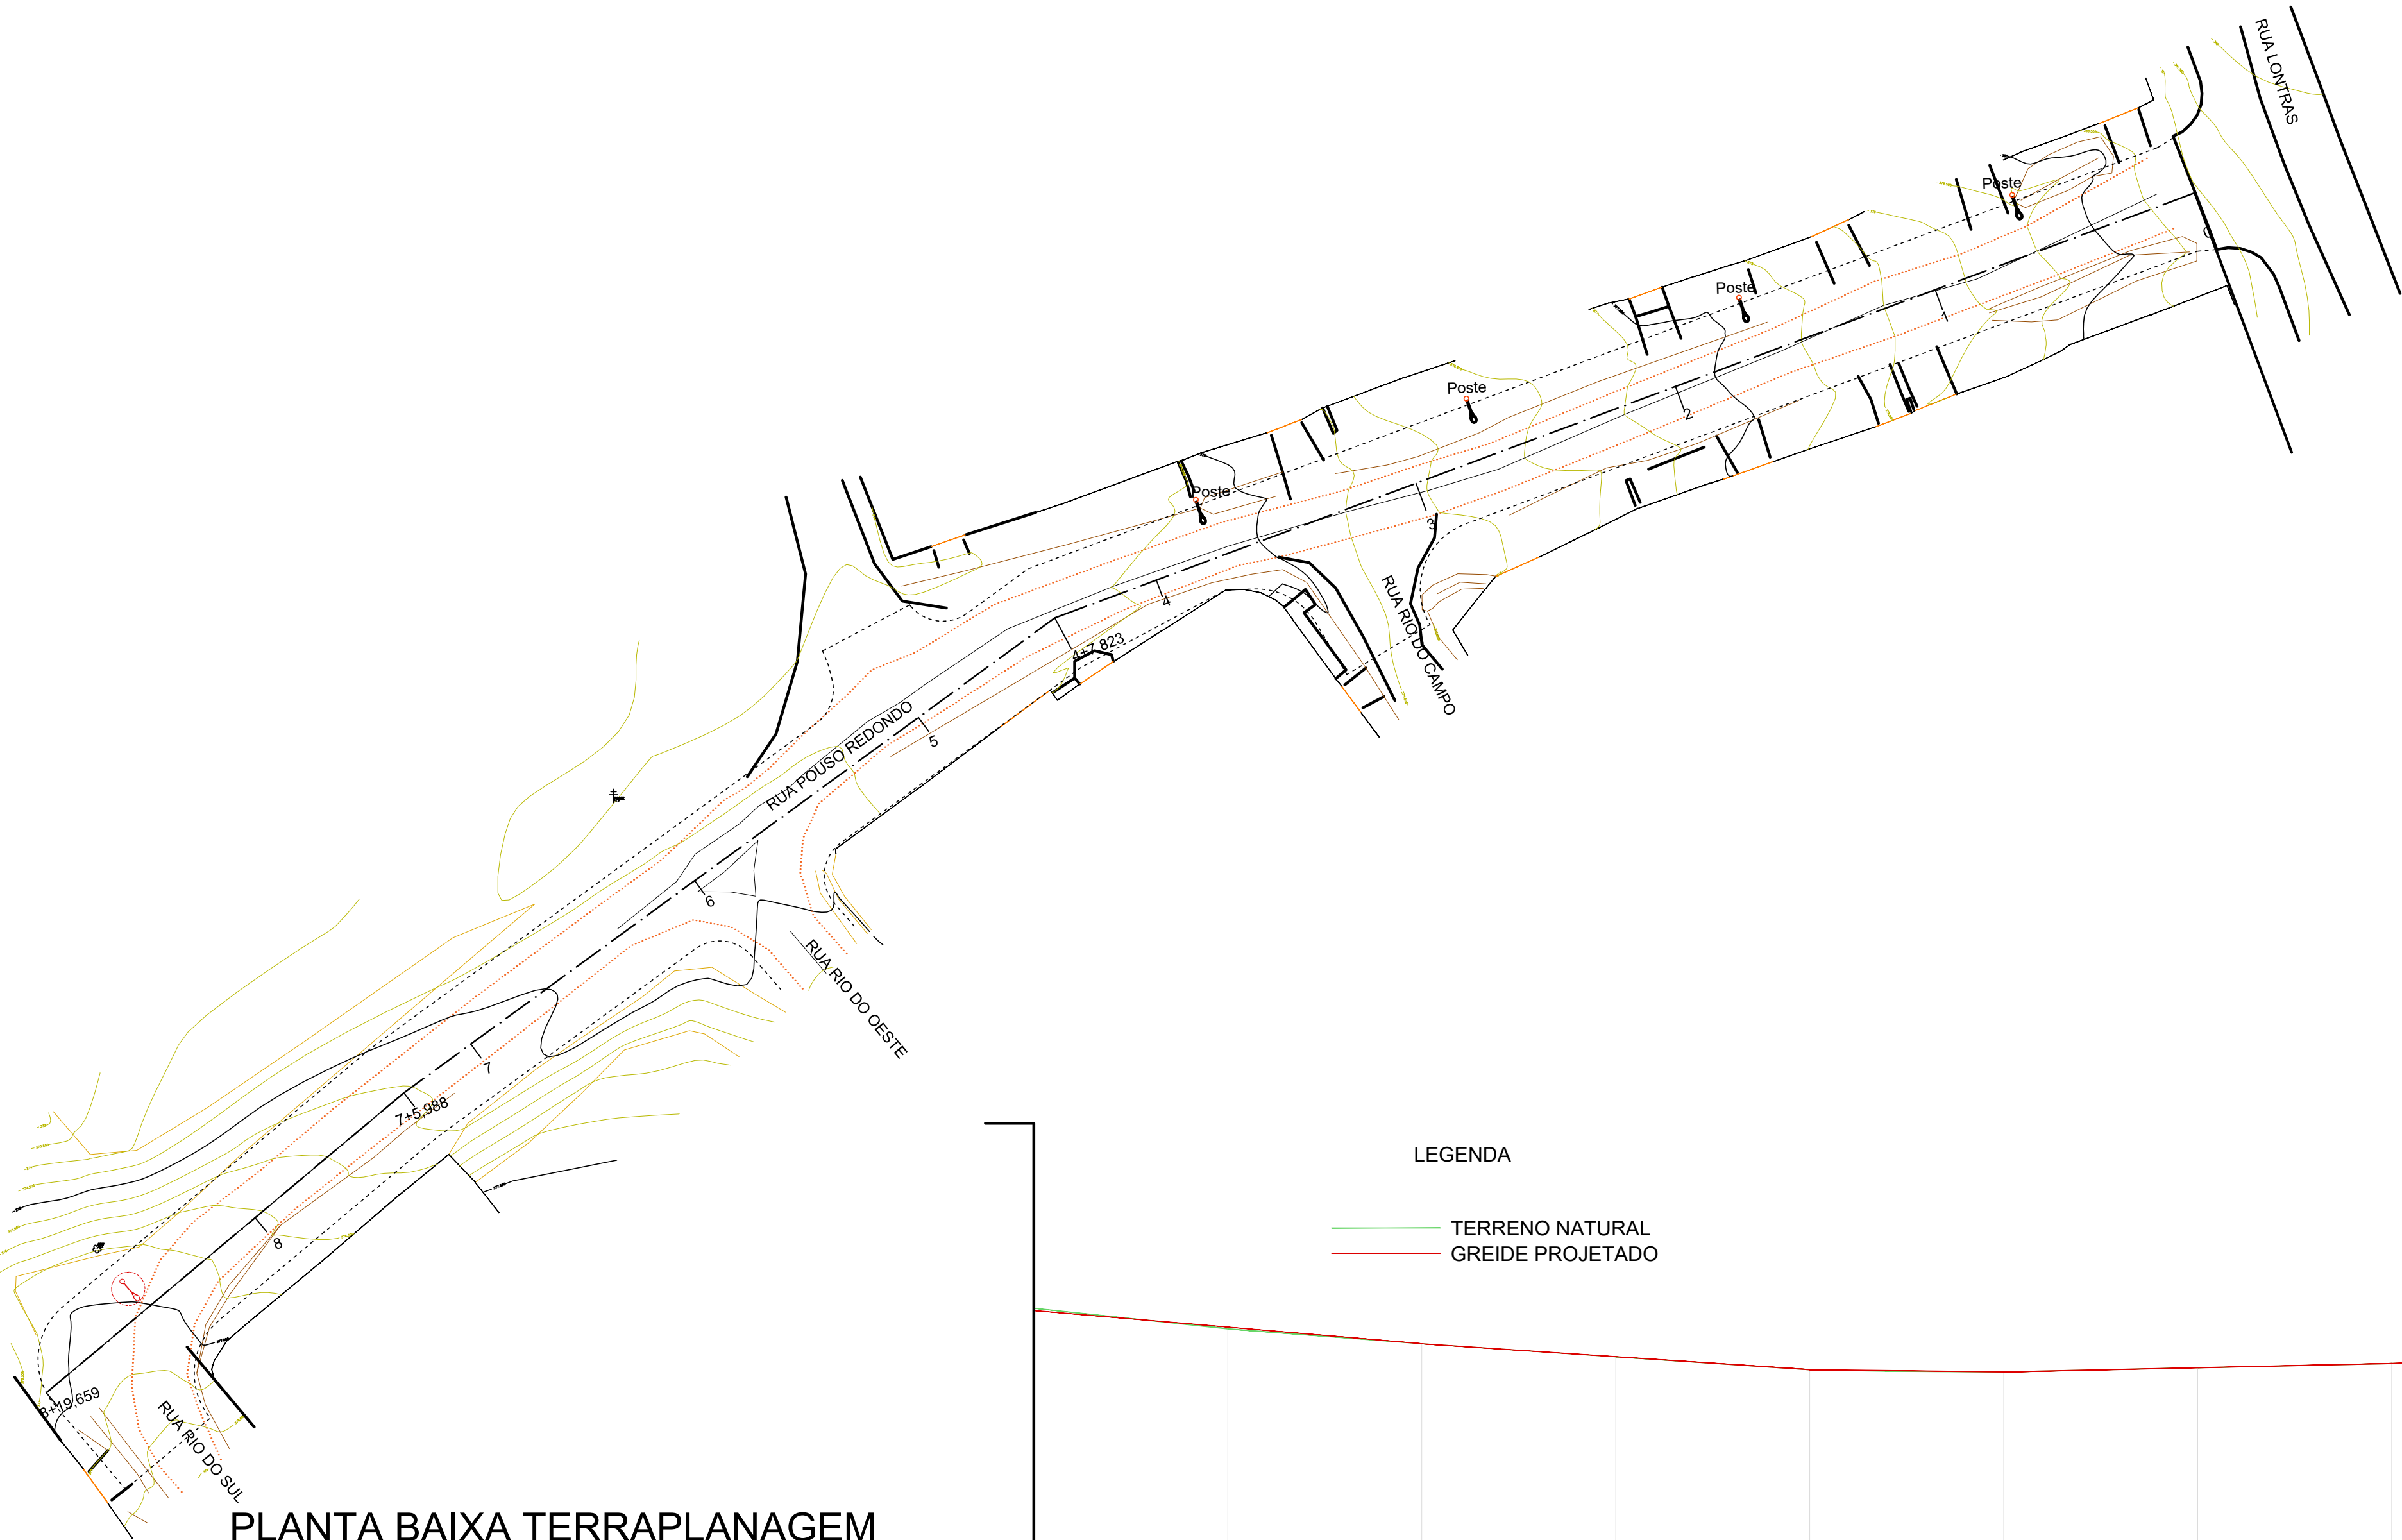 RUA LONTRAS
Poste
0
Poste
1
Poste
2
Poste
3
4
RUA RIO DO CAMPO
4+7,823
RUA POUSO REDONDO
5
6
RUA RIO DO OESTE
7
7+5,988
8
8+19,659
RUA RIO DO SUL
PLANTA BAIXA TERRAPLANAGEM
LEGENDA
TERRENO NATURAL
GREIDE PROJETADO